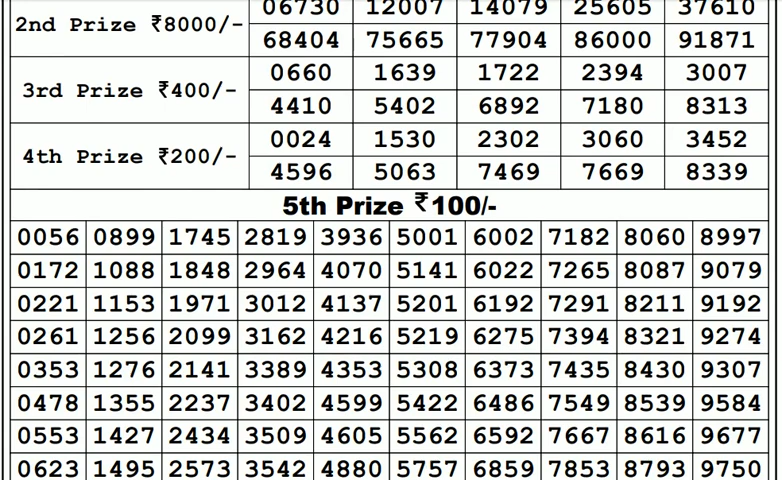 06730 12007 14079 25605 37610
2nd Prize ₹8000/-
68404 75665 77904 86000 91871
0660 1639 1722 2394 3007
3rd Prize ₹400/-
4410 5402 6892 7180 8313
0024 1530 2302 3060 3452
4th Prize ₹200/-
4596 5063 7469 7669 8339
5th Prize ₹100/-
0056 0899 1745 2819 3936 5001 6002 7182 8060 8997
0172 1088 1848 2964 4070 5141 6022 7265 8087 9079
0221 1153 1971 3012 4137 5201 6192 7291 8211 9192
0261 1256 2099 3162 4216 5219 6275 7394 8321 9274
0353 1276 2141 3389 4353 5308 6373 7435 8430 9307
0478 1355 2237 3402 4599 5422 6486 7549 8539 9584
0553 1427 2434 3509 4605 5562 6592 7667 8616 9677
0623 1495 2573 3542 4880 5757 6859 7853 8793 9750